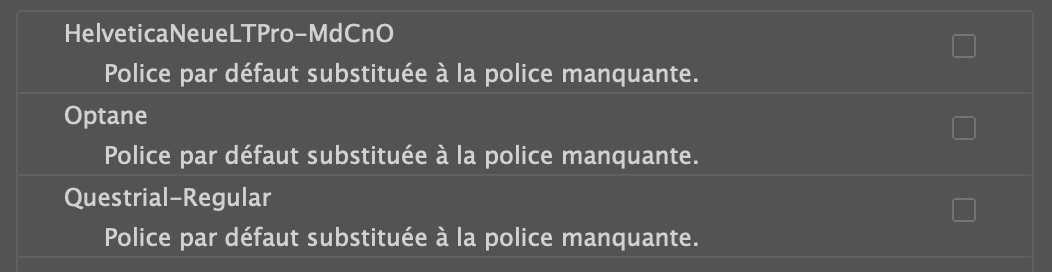 HelveticaNeueLTPro-MdCnO
Police par défaut substituée à la police manquante.
Optane
Police par défaut substituée à la police manquante.
Questrial-Regular
Police par défaut substituée à la police manquante.